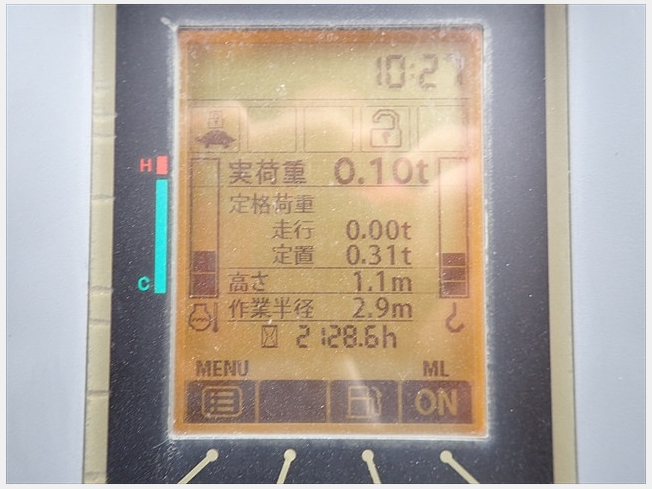 10:27
H
実荷重 0.10t
定格荷重
走行 0.00t
定置 0.31t
C
高さ 1.1m
作業半径 2.9m
2128.6h
MENU ML
ON